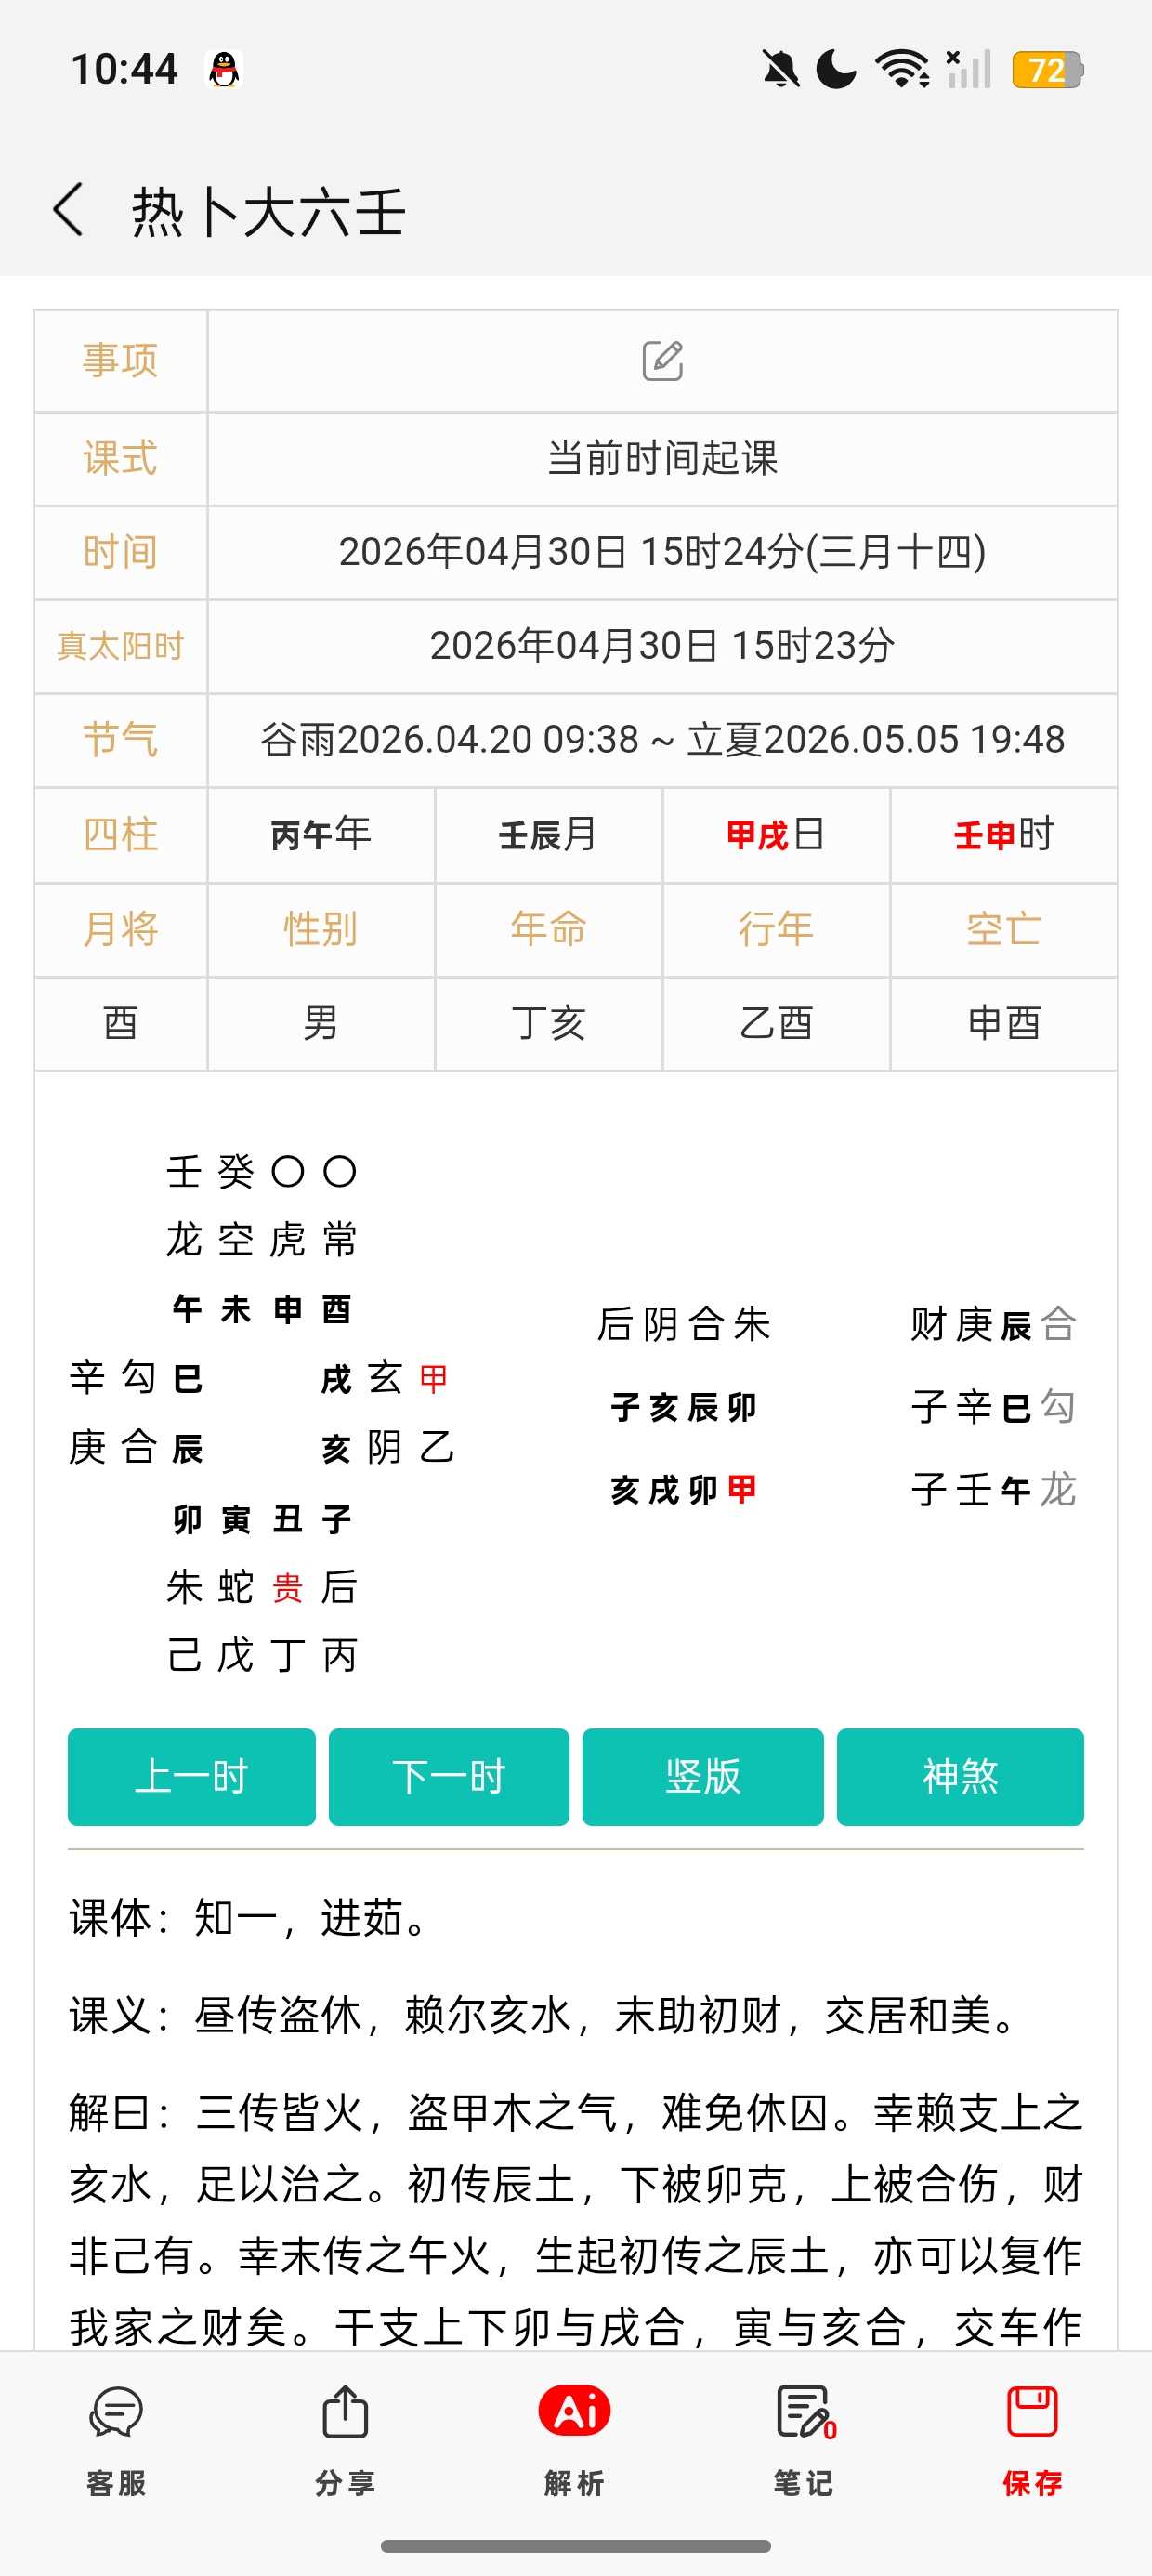 10:44
72
热卜大六壬
事项
课式 当前时间起课
时间 2026年04月30日 15时24分(三月十四)
真太阳时 2026年04月30日 15时23分
节气 谷雨2026.04.20 09:38 ~ 立夏2026.05.05 19:48
四柱 丙午年 壬辰月 甲戌日 壬申时
月将 性别 年命 行年 空亡
酉 男 丁亥 乙酉 申酉
壬 癸 〇 〇
龙 空 虎 常
午 未 申 酉
后 阴 合 朱 财 庚 辰 合
辛 勾 巳 戌 玄 甲
子 亥 辰 卯 子 辛 巳 勾
庚 合 辰 亥 阴 乙
亥 戌 卯 甲 子 壬 午 龙
卯 寅 丑 子
朱 蛇 贵 后
己 戊 丁 丙
上一时 下一时 竖版 神煞
课体：知一，进茹。
课义：昼传盗休，赖尔亥水，末助初财，交居和美。
解曰：三传皆火，盗甲木之气，难免休囚。幸赖支上之
亥水，足以治之。初传辰土，下被卯克，上被合伤，财
非己有。幸末传之午火，生起初传之辰土，亦可以复作
我家之财矣。干支上下卯与戌合，寅与亥合，交车作
Ai 0
客服 分享 解析 笔记 保存